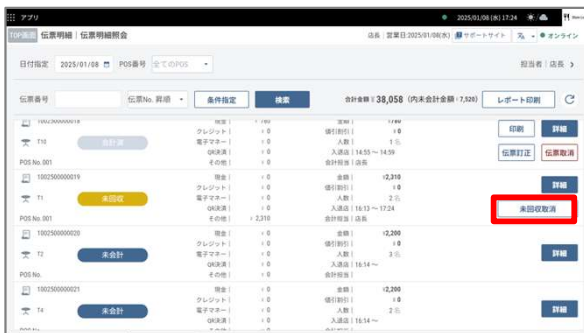 アプリ 2025/01/08 (水) 17:24
TOP画面 伝票明細｜伝票明細照会 店長｜営業日:2025/01/08(水) サポートサイト オンライン
日付指定 2025/01/08 POS番号 全てのPOS 担当者｜店長 >
伝票番号 伝票No. 昇順 条件指定 検索 合計金額：38,058（内未会計金額：7,520） レポート印刷
1002500000018 現金｜ 金額｜ 印刷 詳細
クレジット｜ ¥ 0 値引割引｜ ¥ 0
T10 会計済 電子マネー｜ ¥ 0 人数｜ 1 名
QR決済｜ ¥ 0 入退店｜14:55 ～ 14:59 伝票訂正 伝票取消
POS No. 001 その他｜ ¥ 0 会計担当｜店長
1002500000019 現金｜ ¥ 0 金額｜ ¥2,310 詳細
クレジット｜ ¥ 0 値引割引｜ ¥ 0
T1 未回収 電子マネー｜ ¥ 0 人数｜ 2 名
QR決済｜ ¥ 0 入退店｜16:13 ～ 17:24 未回収取消
POS No. 001 その他｜ ¥ 2,310 会計担当｜店長
1002500000020 現金｜ ¥ 0 金額｜ ¥2,200
クレジット｜ ¥ 0 値引割引｜ ¥ 0
T2 未会計 電子マネー｜ ¥ 0 人数｜ 3 名 詳細
QR決済｜ ¥ 0 入退店｜16:14 ～
POS No. その他｜ ¥ 0 会計担当｜
1002500000021 現金｜ ¥ 0 金額｜ ¥2,200
クレジット｜ ¥ 0 値引割引｜ ¥ 0
T4 未会計 電子マネー｜ ¥ 0 人数｜ 2 名 詳細
QR決済｜ ¥ 0 入退店｜16:14 ～